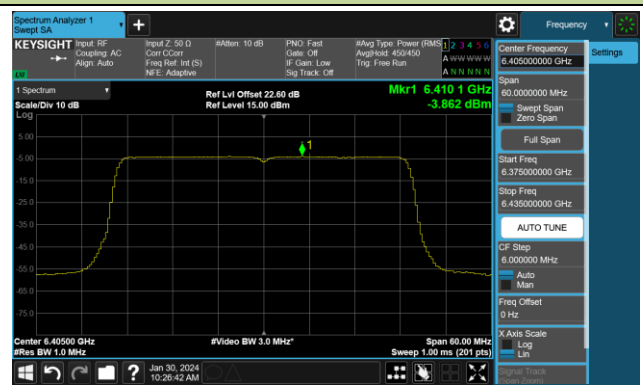 Spectrum Analyzer 1
Swept SA
Frequency
KEYSIGHT
Input: RF
Coupling: AC
Align: Auto
Input Z: 50 Ω
Corr CCorr
Freq Ref: Int (S)
NFE: Adaptive
#Atten: 10 dB
PNO: Fast
Gate: Off
IF Gain: Low
Sig Track: Off
#Avg Type: Power (RMS
Avg|Hold: 450/450
Trig: Free Run
1 2 3 4 5 6
A W W W W W
A N N N N N
LXI
1 Spectrum
Scale/Div 10 dB
Ref Lvl Offset 22.60 dB
Ref Level 15.00 dBm
Mkr1 6.410 1 GHz
-3.862 dBm
Log
1
5.00
-5.00
-15.0
-25.0
-35.0
-45.0
-55.0
-65.0
-75.0
Center 6.40500 GHz
#Res BW 1.0 MHz
#Video BW 3.0 MHz*
Span 60.00 MHz
Sweep 1.00 ms (201 pts)
Center Frequency
6.405000000 GHz
Settings
Span
60.0000000 MHz
Swept Span
Zero Span
Full Span
Start Freq
6.375000000 GHz
Stop Freq
6.435000000 GHz
AUTO TUNE
CF Step
6.000000 MHz
Auto
Man
Freq Offset
0 Hz
X Axis Scale
Log
Lin
Signal Track
(Span Zoom)
Jan 30, 2024
10:26:42 AM